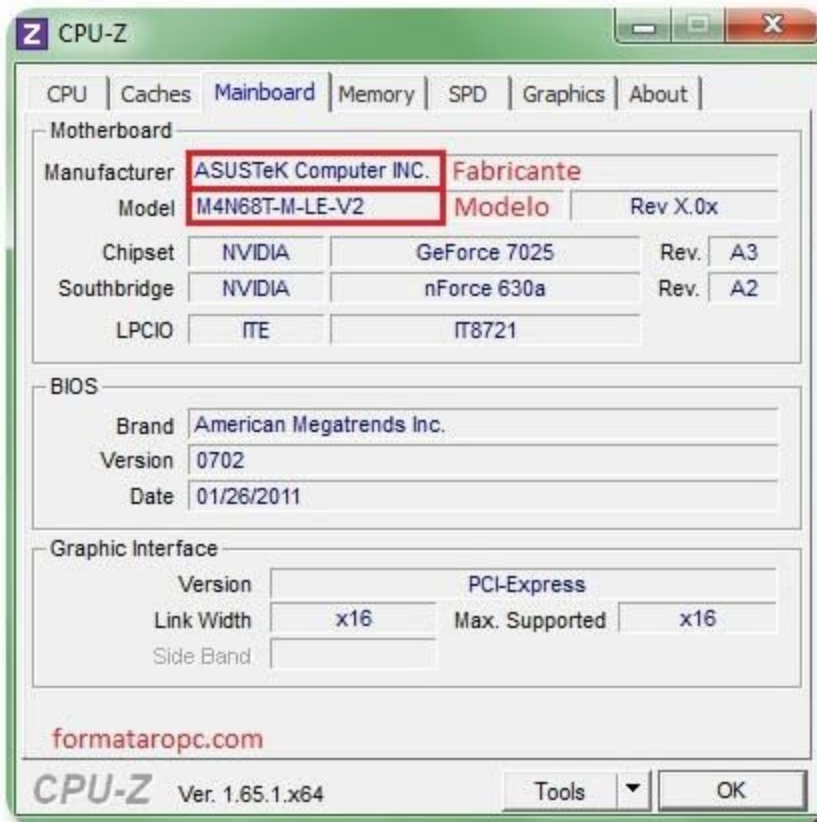 Z CPU-Z
CPU Caches Mainboard Memory SPD Graphics About
Motherboard
Manufacturer ASUSTeK Computer INC. Fabricante
Model M4N68T-M-LE-V2 Modelo Rev X.0x
Chipset NVIDIA GeForce 7025 Rev. A3
Southbridge NVIDIA nForce 630a Rev. A2
LPCIO ITE IT8721
BIOS
Brand American Megatrends Inc.
Version 0702
Date 01/26/2011
Graphic Interface
Version PCI-Express
Link Width x16 Max. Supported x16
Side Band
formataropc.com
CPU-Z Ver. 1.65.1.x64 Tools OK